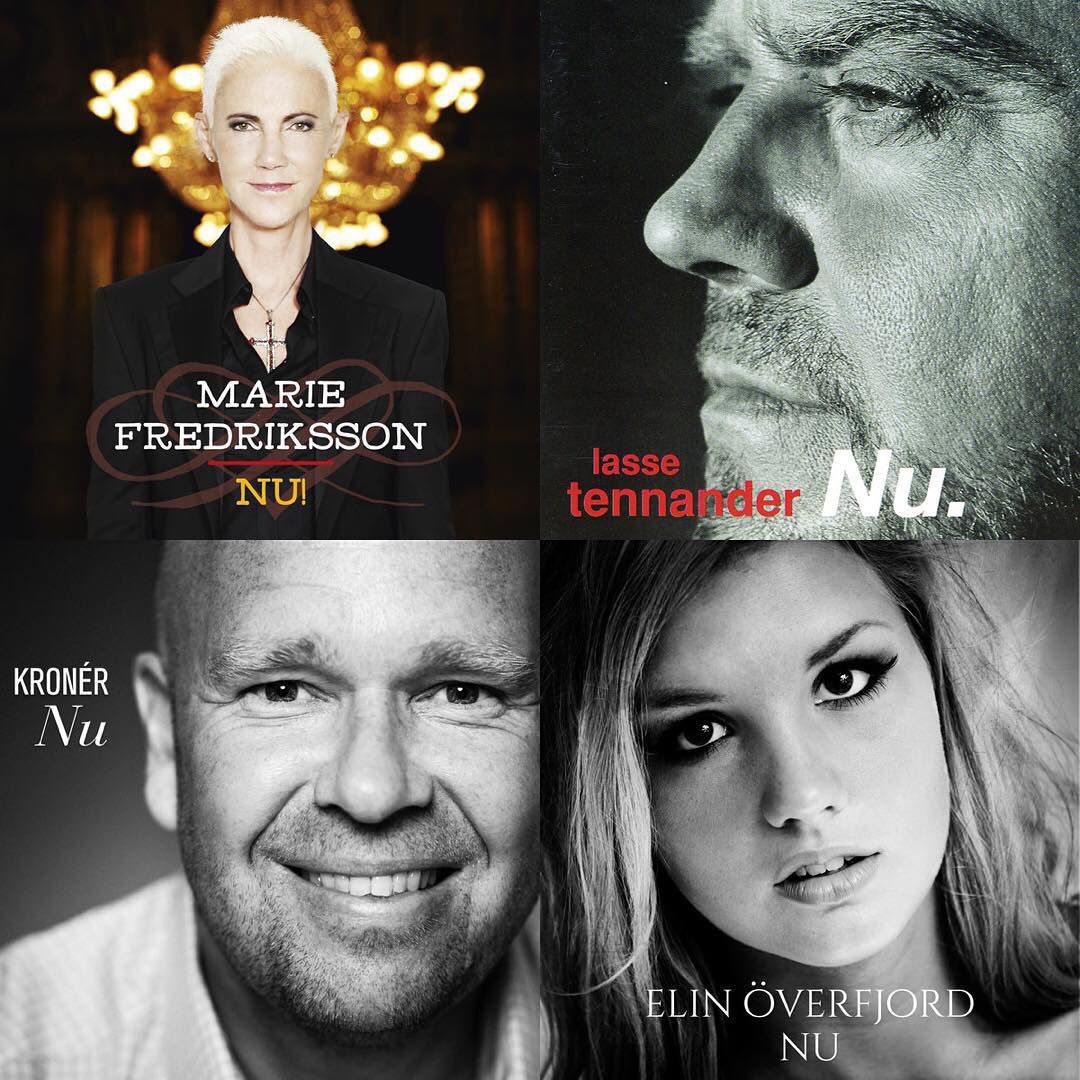 MARIE
FREDRIKSSON
NU!
lasse
tennander Nu.
KRONÉR
Nu
ELIN ÖVERFJORD
NU